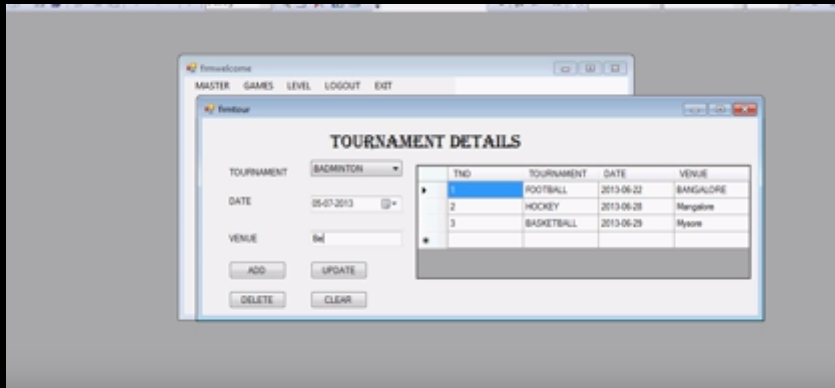 frmwelcome
MASTER GAMES LEVEL LOGOUT EXIT
frmtour
TOURNAMENT DETAILS
TOURNAMENT BADMINTON
DATE 05-07-2013
VENUE Be
ADD UPDATE
DELETE CLEAR
TNO TOURNAMENT DATE VENUE
1 FOOTBALL 2013-06-22 BANGALORE
2 HOCKEY 2013-06-28 Mangalore
3 BASKETBALL 2013-06-29 Mysore